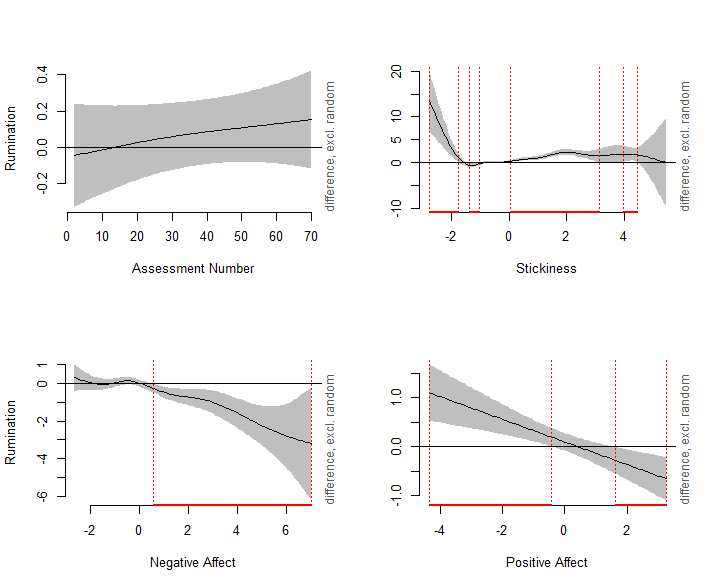 Rumination
0.4
0.2
0.0
-0.2
0 10 20 30 40 50 60 70
Assessment Number
difference, excl. random
20
15
10
5
0
-10
-2 0 2 4
Stickiness
difference, excl. random
Rumination
1
0
-2
-4
-6
-2 0 2 4 6
Negative Affect
difference, excl. random
1.0
0.0
-1.0
-4 -2 0 2
Positive Affect
difference, excl. random